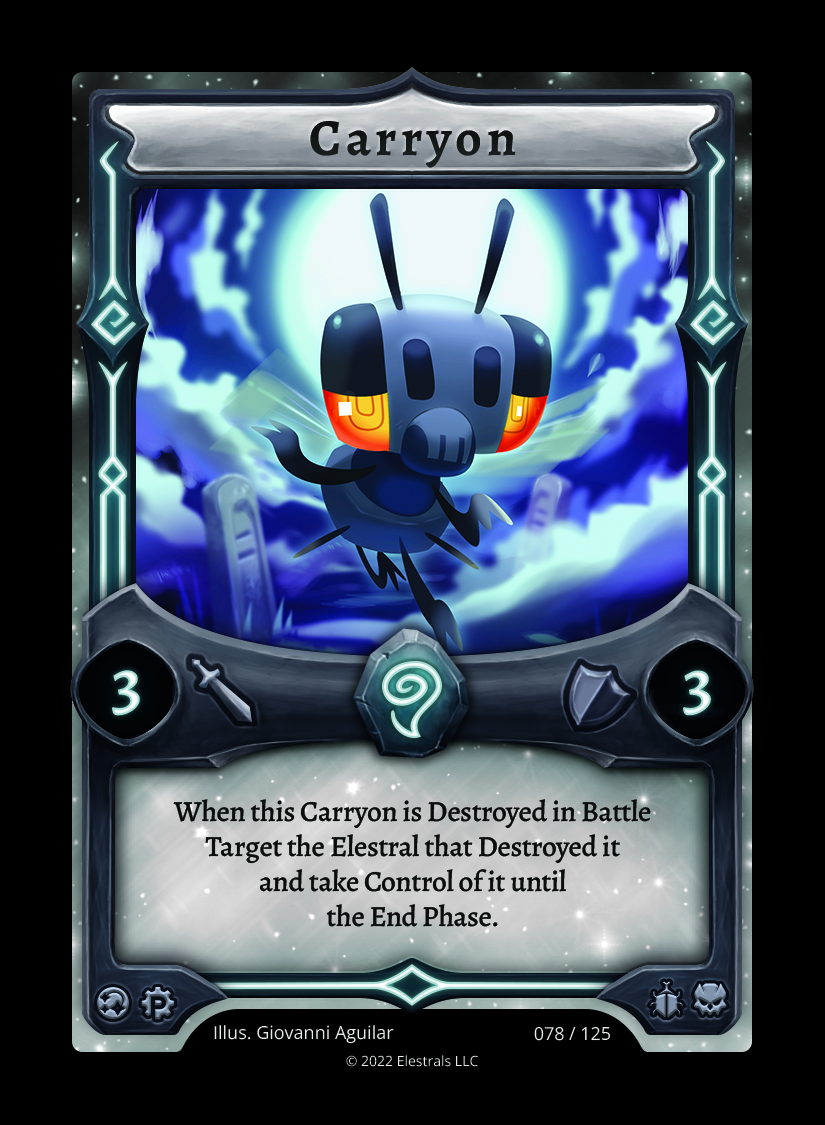 Carryon
3
3
When this Carryon is Destroyed in Battle
Target the Elestral that Destroyed it
and take Control of it until
the End Phase.
P
Illus. Giovanni Aguilar
078 / 125
© 2022 Elestrals LLC